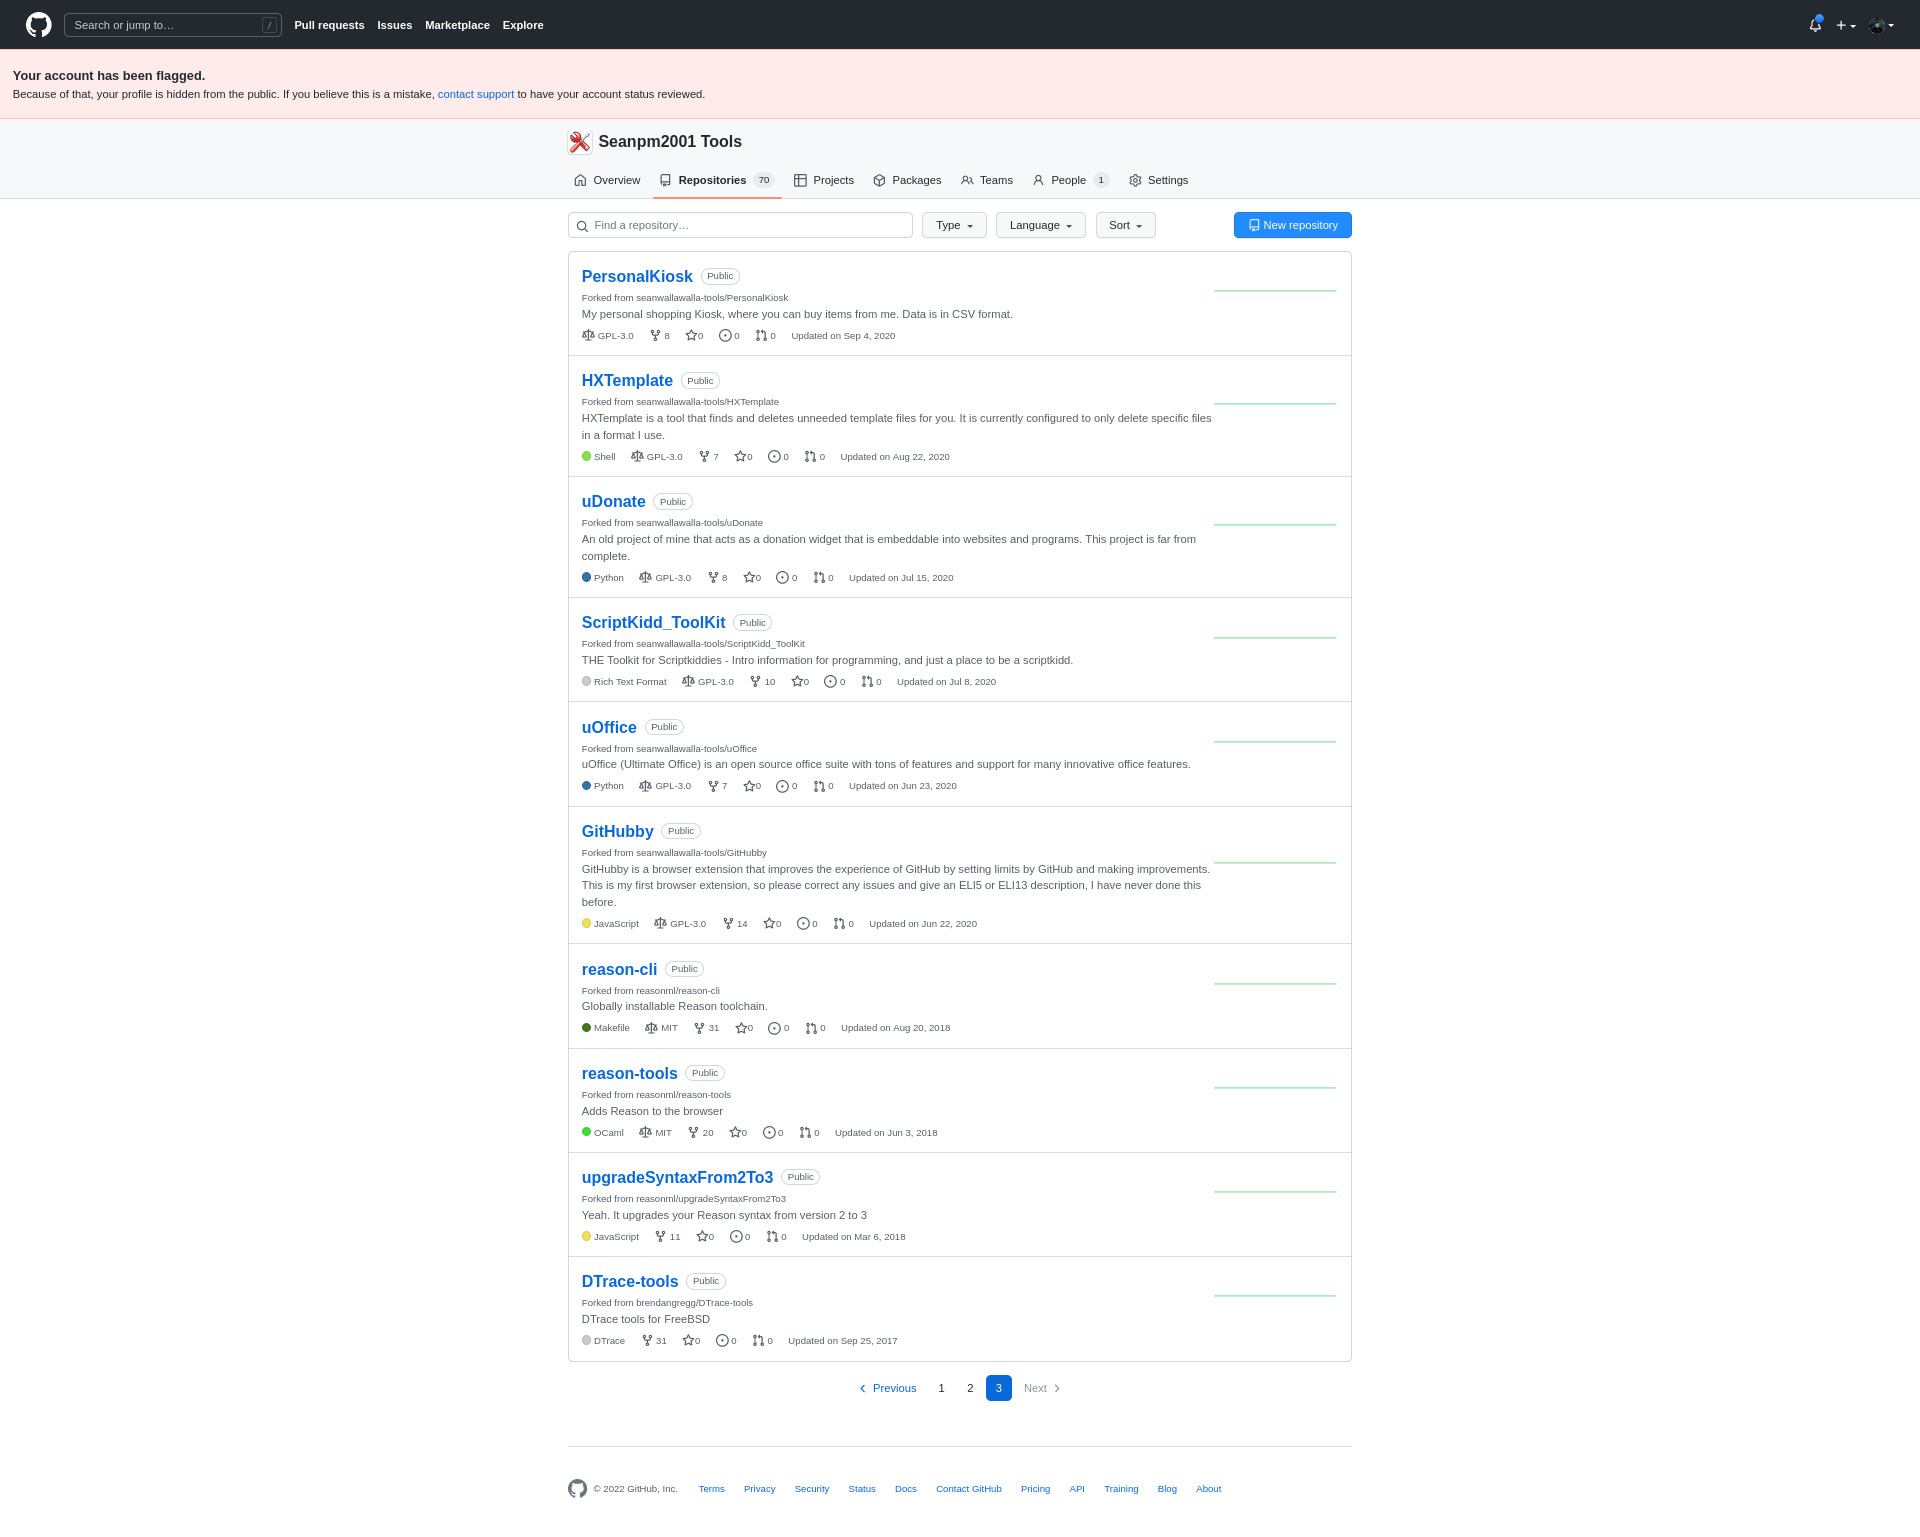 Search or jump to… /
Pull requests Issues Marketplace Explore
Your account has been flagged.
Because of that, your profile is hidden from the public. If you believe this is a mistake, contact support to have your account status reviewed.
Seanpm2001 Tools
Overview Repositories 70 Projects Packages Teams People 1 Settings
Find a repository… Type Language Sort New repository
PersonalKiosk Public
Forked from seanwallawalla-tools/PersonalKiosk
My personal shopping Kiosk, where you can buy items from me. Data is in CSV format.
GPL-3.0 8 0 0 0 Updated on Sep 4, 2020
HXTemplate Public
Forked from seanwallawalla-tools/HXTemplate
HXTemplate is a tool that finds and deletes unneeded template files for you. It is currently configured to only delete specific files
in a format I use.
Shell GPL-3.0 7 0 0 0 Updated on Aug 22, 2020
uDonate Public
Forked from seanwallawalla-tools/uDonate
An old project of mine that acts as a donation widget that is embeddable into websites and programs. This project is far from
complete.
Python GPL-3.0 8 0 0 0 Updated on Jul 15, 2020
ScriptKidd_ToolKit Public
Forked from seanwallawalla-tools/ScriptKidd_ToolKit
THE Toolkit for Scriptkiddies - Intro information for programming, and just a place to be a scriptkidd.
Rich Text Format GPL-3.0 10 0 0 0 Updated on Jul 8, 2020
uOffice Public
Forked from seanwallawalla-tools/uOffice
uOffice (Ultimate Office) is an open source office suite with tons of features and support for many innovative office features.
Python GPL-3.0 7 0 0 0 Updated on Jun 23, 2020
GitHubby Public
Forked from seanwallawalla-tools/GitHubby
GitHubby is a browser extension that improves the experience of GitHub by setting limits by GitHub and making improvements.
This is my first browser extension, so please correct any issues and give an ELI5 or ELI13 description, I have never done this
before.
JavaScript GPL-3.0 14 0 0 0 Updated on Jun 22, 2020
reason-cli Public
Forked from reasonml/reason-cli
Globally installable Reason toolchain.
Makefile MIT 31 0 0 0 Updated on Aug 20, 2018
reason-tools Public
Forked from reasonml/reason-tools
Adds Reason to the browser
OCaml MIT 20 0 0 0 Updated on Jun 3, 2018
upgradeSyntaxFrom2To3 Public
Forked from reasonml/upgradeSyntaxFrom2To3
Yeah. It upgrades your Reason syntax from version 2 to 3
JavaScript 11 0 0 0 Updated on Mar 6, 2018
DTrace-tools Public
Forked from brendangregg/DTrace-tools
DTrace tools for FreeBSD
DTrace 31 0 0 0 Updated on Sep 25, 2017
Previous 1 2 3 Next
© 2022 GitHub, Inc. Terms Privacy Security Status Docs Contact GitHub Pricing API Training Blog About